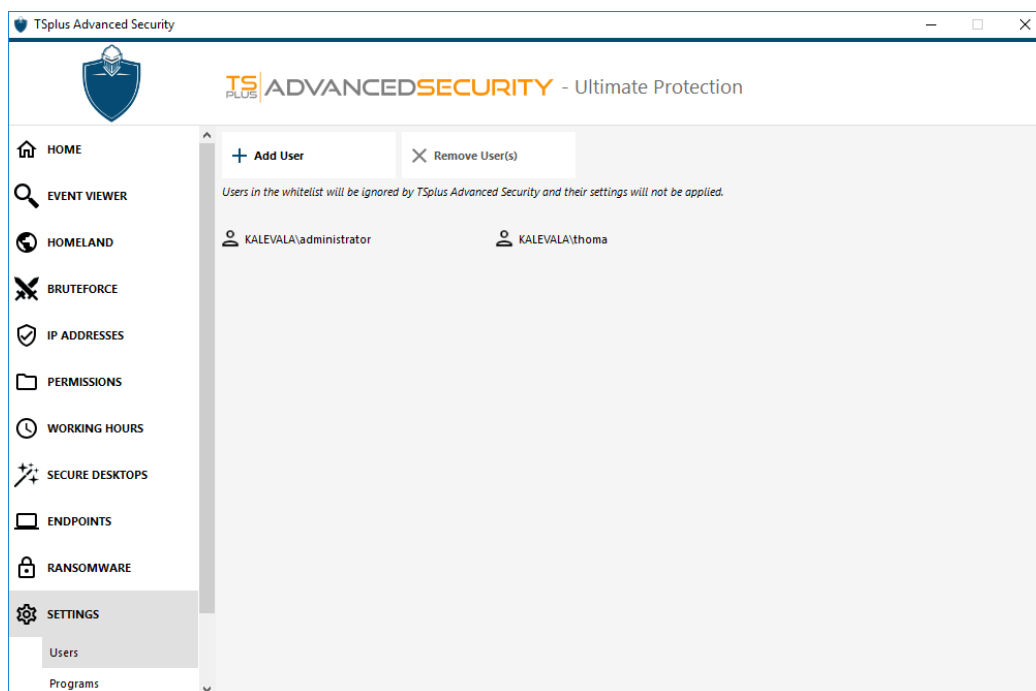 TSplus Advanced Security
TS PLUS ADVANCEDSECURITY - Ultimate Protection
HOME
EVENT VIEWER
HOMELAND
BRUTEFORCE
IP ADDRESSES
PERMISSIONS
WORKING HOURS
SECURE DESKTOPS
ENDPOINTS
RANSOMWARE
SETTINGS
Users
Programs
Add User
Remove User(s)
Users in the whitelist will be ignored by TSplus Advanced Security and their settings will not be applied.
KALEVALA\administrator
KALEVALA\thoma